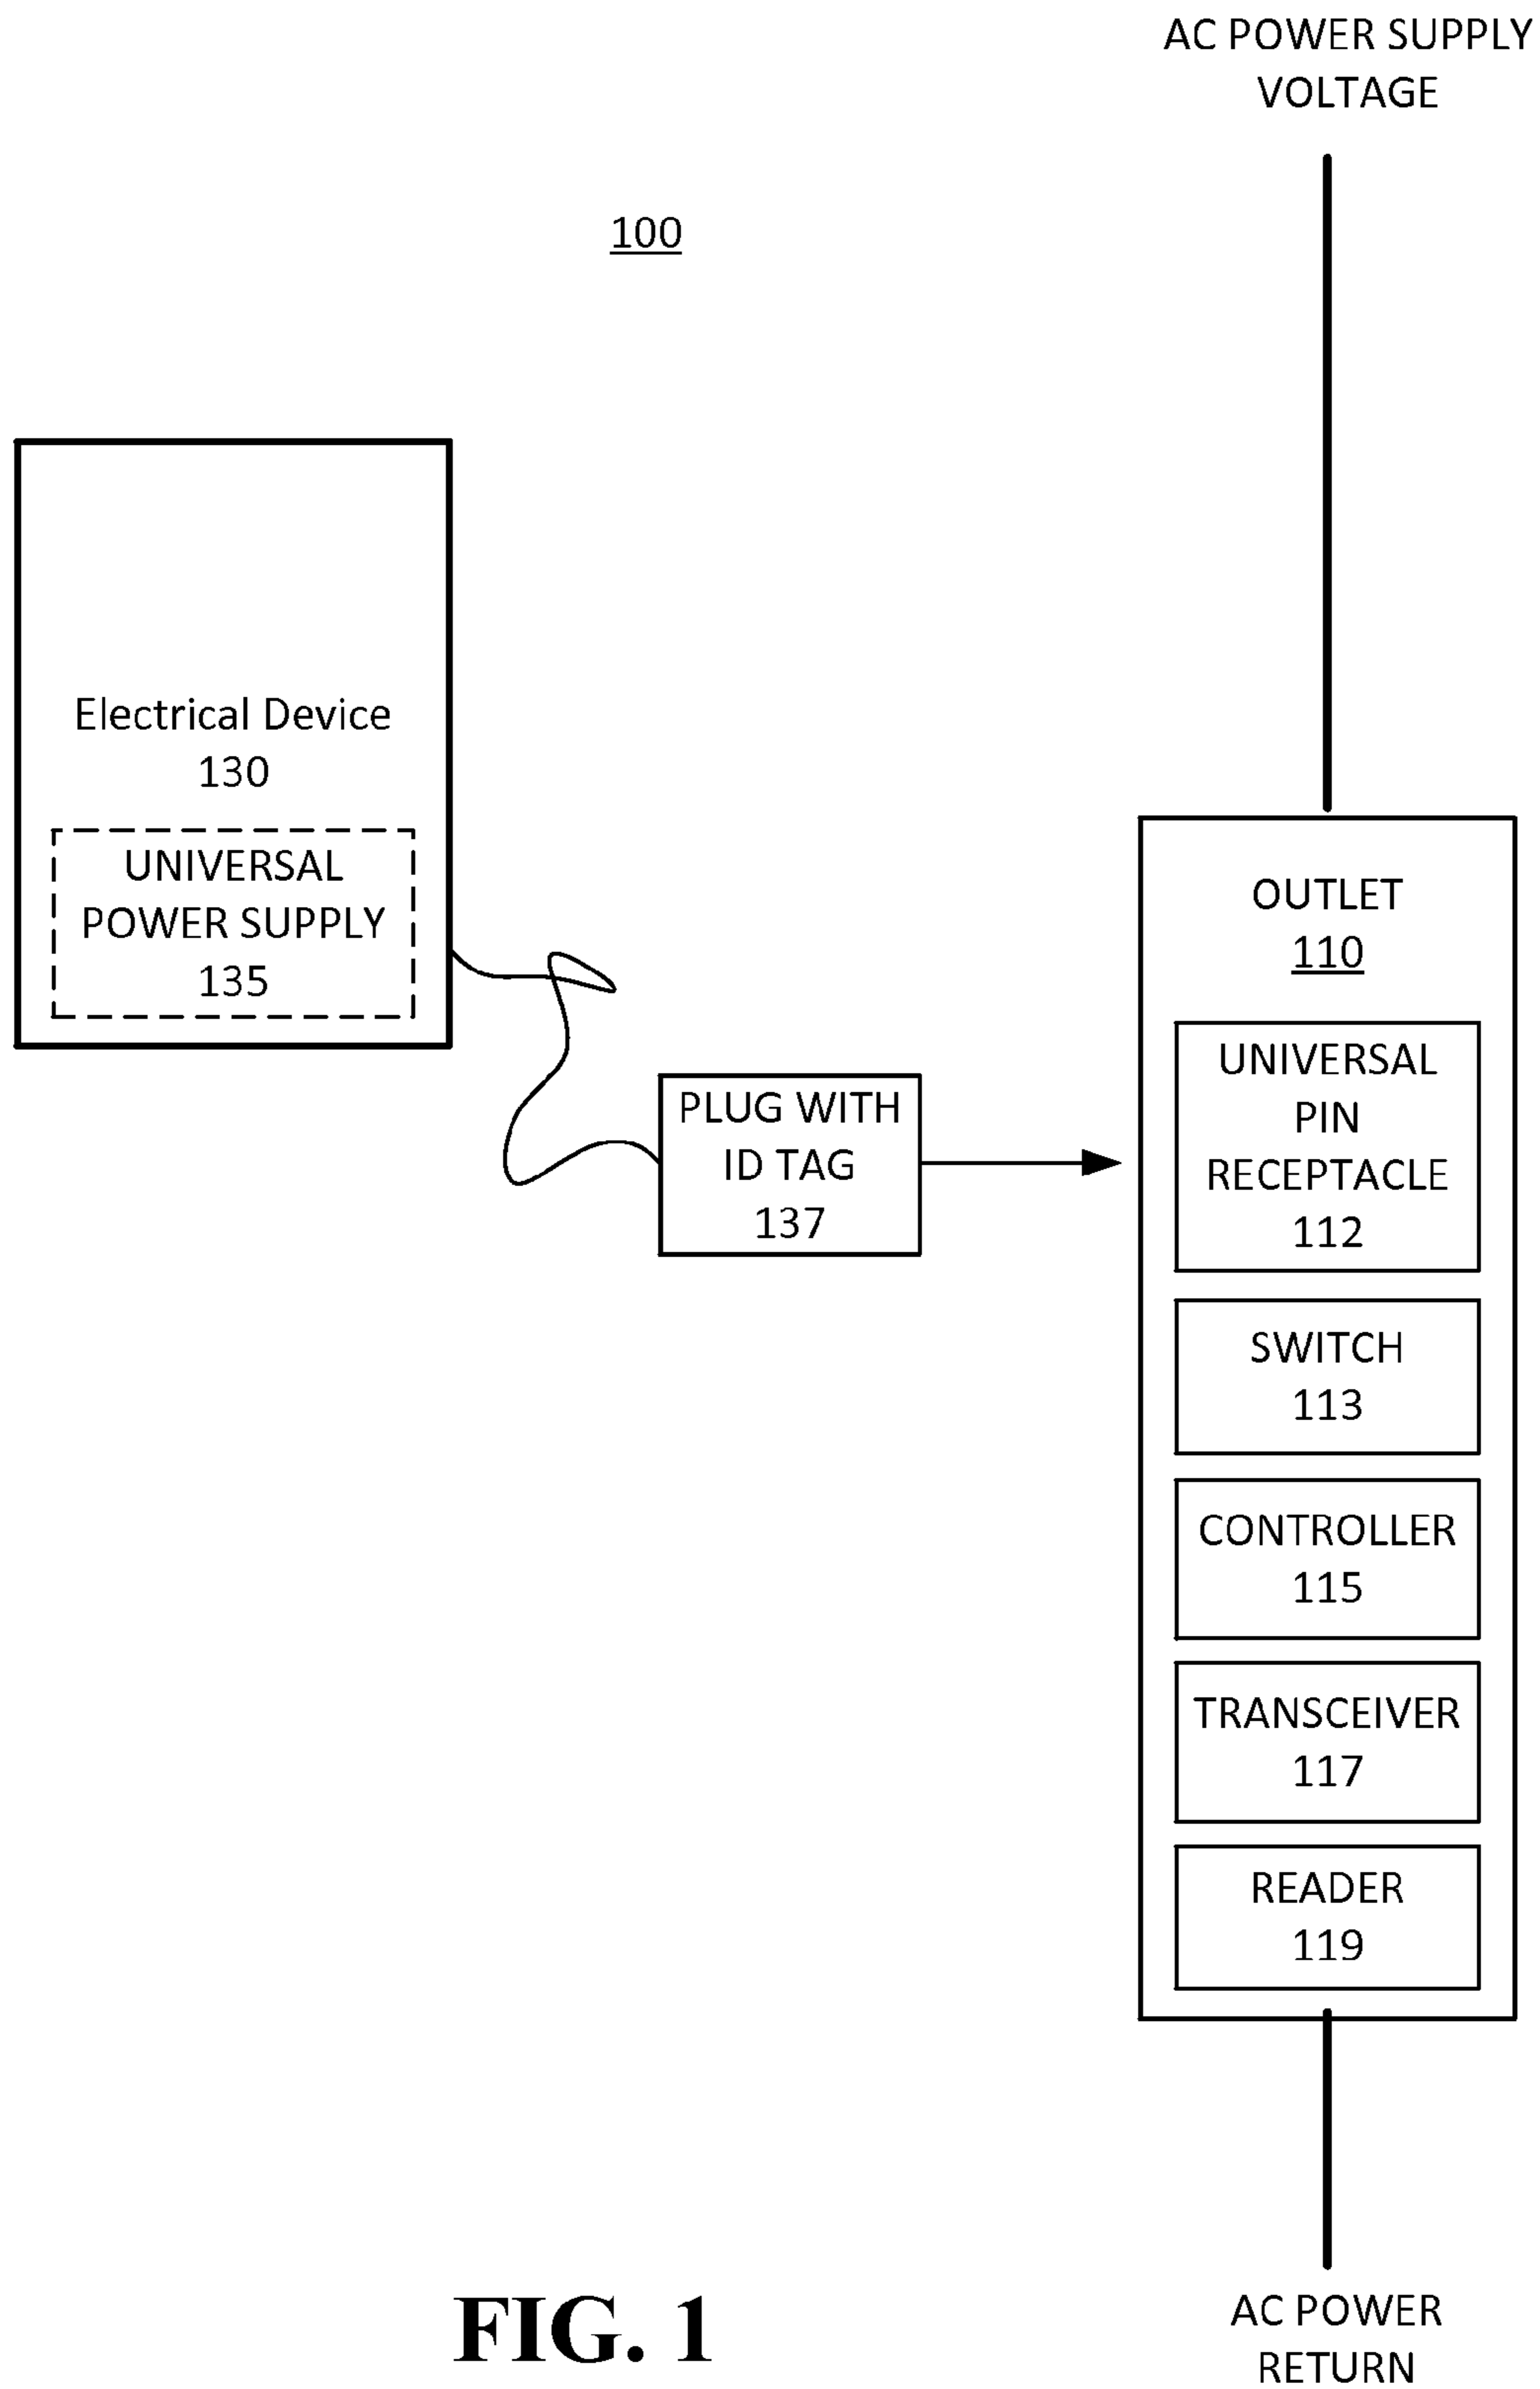 AC POWER SUPPLY
VOLTAGE
100
Electrical Device
130
UNIVERSAL
POWER SUPPLY
135
PLUG WITH
ID TAG
137
OUTLET
110
UNIVERSAL
PIN
RECEPTACLE
112
SWITCH
113
CONTROLLER
115
TRANSCEIVER
117
READER
119
AC POWER
RETURN
FIG. 1